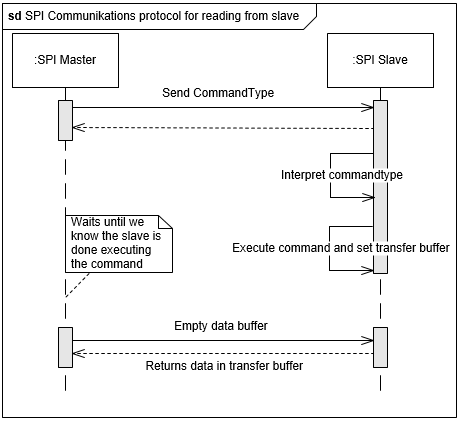 sd SPI Communikations protocol for reading from slave
:SPI Master
:SPI Slave
Send CommandType
Interpret commandtype
Waits until we
know the slave is
done executing
the command
Execute command and set transfer buffer
Empty data buffer
Returns data in transfer buffer